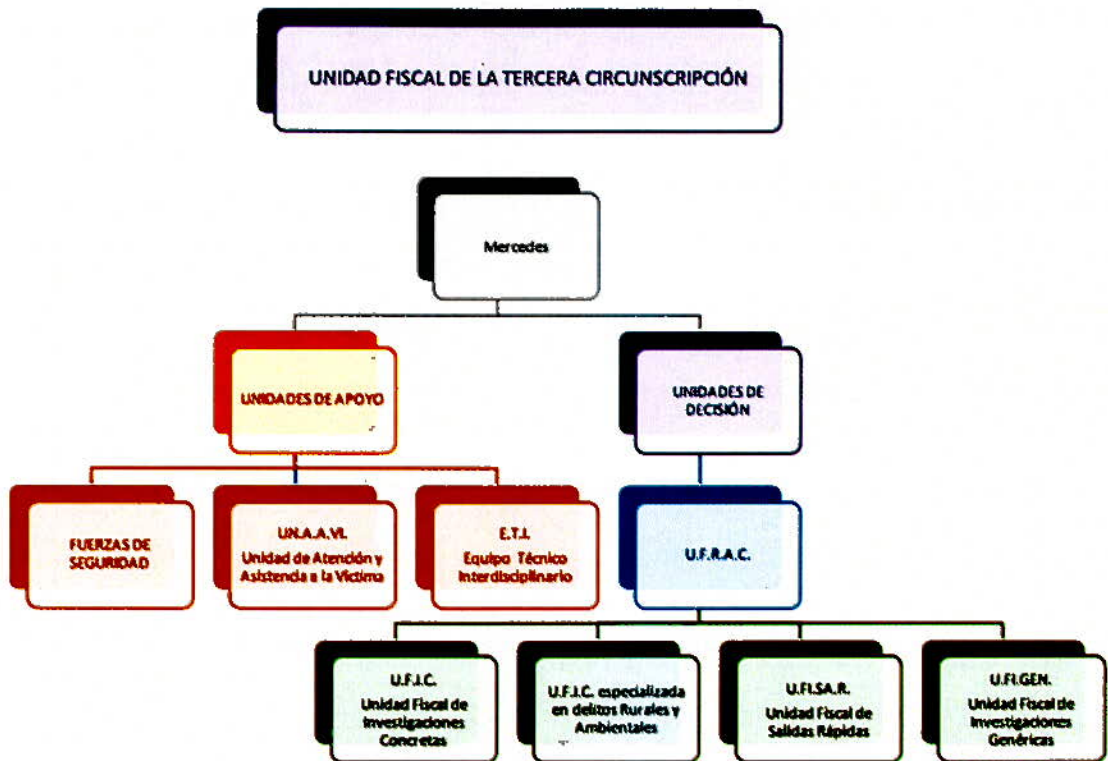 UNIDAD FISCAL DE LA TERCERA CIRCUNSCRIPCIÓN
Mercedes
UNIDADES DE APOYO
UNIDADES DE
DECISIÓN
FUERZAS DE
SEGURIDAD
U.N.A.A.VI.
Unidad de Atención y
Asistencia a la Víctima
E.T.I.
Equipo Técnico
Interdisciplinario
U.F.R.A.C.
U.F.I.C.
Unidad Fiscal de
Investigaciones
Concretas
U.F.I.C. especializada
en delitos Rurales y
Ambientales
U.FI.SA.R.
Unidad Fiscal de
Salidas Rápidas
U.FI.GEN.
Unidad Fiscal de
Investigaciones
Genéricas